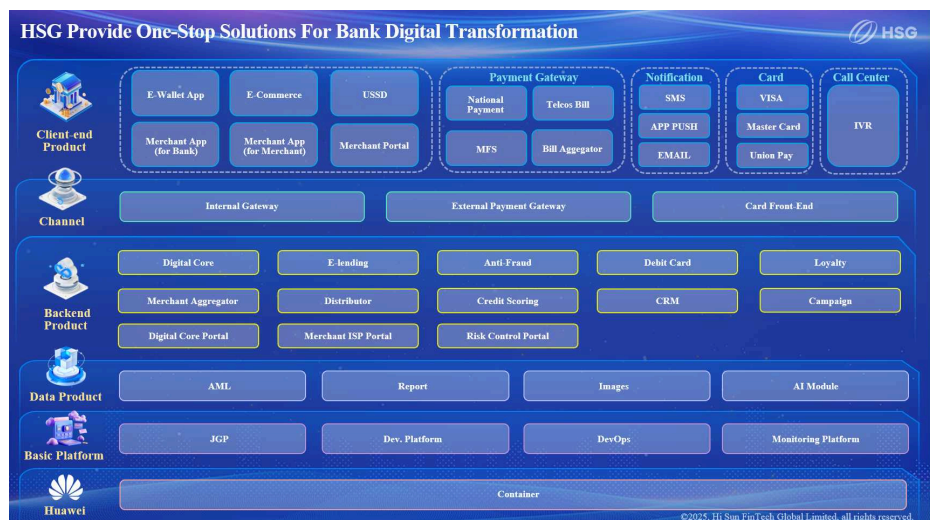 HSG Provide One-Stop Solutions For Bank Digital Transformation
HSG
Client-end
Product
E-Wallet App
E-Commerce
USSD
Merchant App
(for Bank)
Merchant App
(for Merchant)
Merchant Portal
Payment Gateway
National
Payment
Telcos Bill
MFS
Bill Aggegator
Notification
SMS
APP PUSH
EMAIL
Card
VISA
Master Card
Union Pay
Call Center
IVR
Channel
Internal Gateway
External Payment Gateway
Card Front-End
Backend
Product
Digital Core
E-lending
Anti-Fraud
Debit Card
Loyalty
Merchant Aggregator
Distributor
Credit Scoring
CRM
Campaign
Digital Core Portal
Merchant ISP Portal
Risk Control Portal
Data Product
AML
Report
Images
AI Module
Basic Platform
JGP
Dev. Platform
DevOps
Monitoring Platform
Huawei
Container
©2025, Hi Sun FinTech Global Limited, all rights reserved.